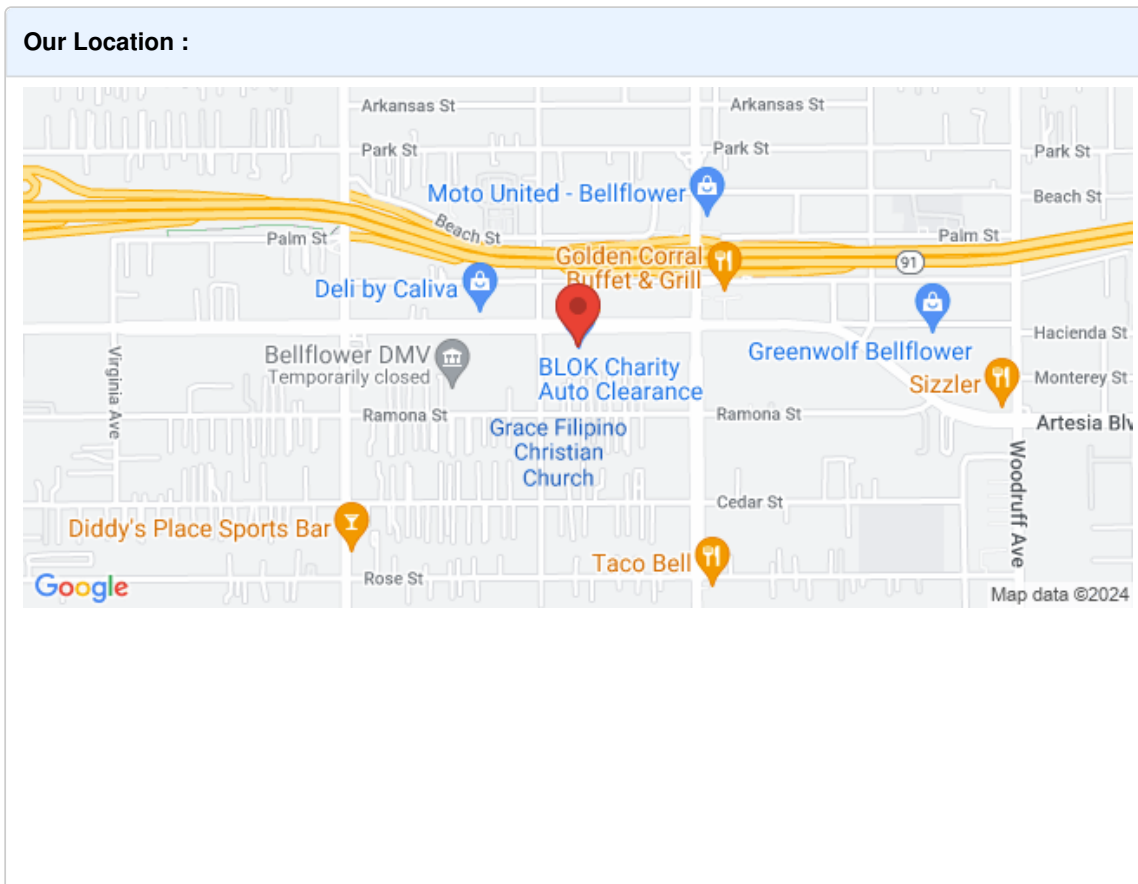 Our Location :
Arkansas St
Arkansas St
Park St
Park St
Park St
Moto United - Bellflower
Beach St
Beach St
Palm St
Palm St
Golden Corral
Buffet & Grill
91
Deli by Caliva
Hacienda St
Bellflower DMV
Temporarily closed
BLOK Charity
Auto Clearance
Greenwolf Bellflower
Sizzler
Monterey St
Virginia Ave
Ramona St
Ramona St
Artesia Blv
Grace Filipino
Christian
Church
Woodruff Ave
Cedar St
Diddy's Place Sports Bar
Taco Bell
Rose St
Google
Map data ©2024